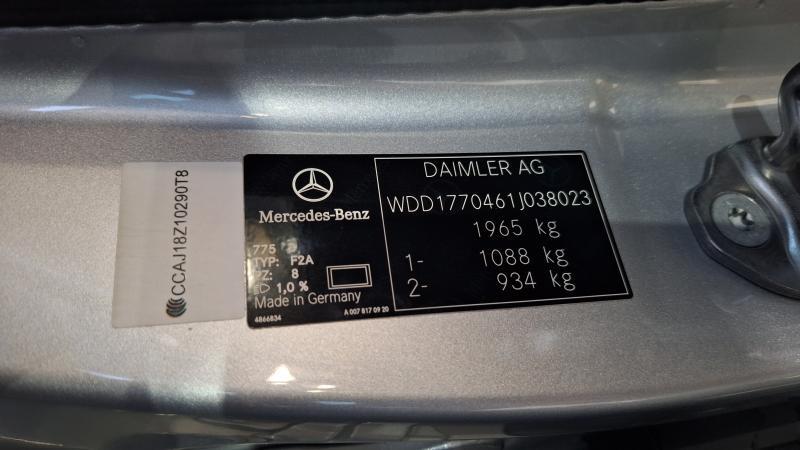 CCAJ18Z10290T8
Mercedes-Benz
775
TYP: F2A
PZ: 8
1,0 %
Made in Germany
4866834
A 007 817 09 20
DAIMLER AG
WDD1770461J038023
1965 kg
1- 1088 kg
2- 934 kg